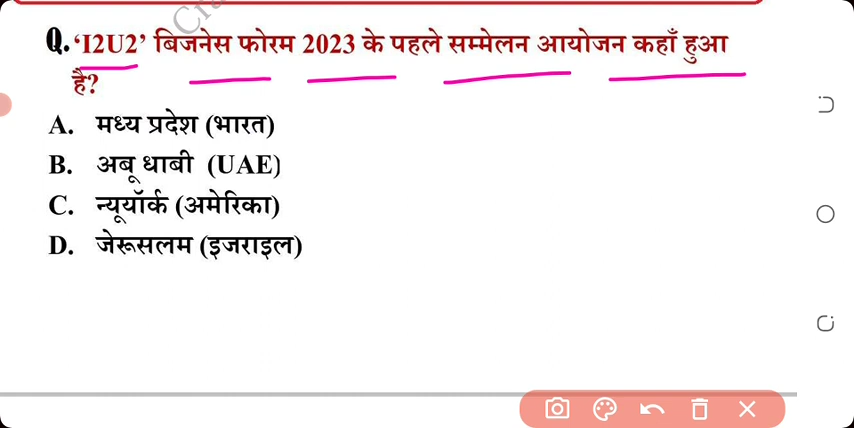 Q. ‘I2U2’ बिजनेस फोरम 2023 के पहले सम्मेलन आयोजन कहाँ हुआ
है?
A. मध्य प्रदेश (भारत)
B. अबू धाबी (UAE)
C. न्यूयॉर्क (अमेरिका)
D. जेरूसलम (इजराइल)